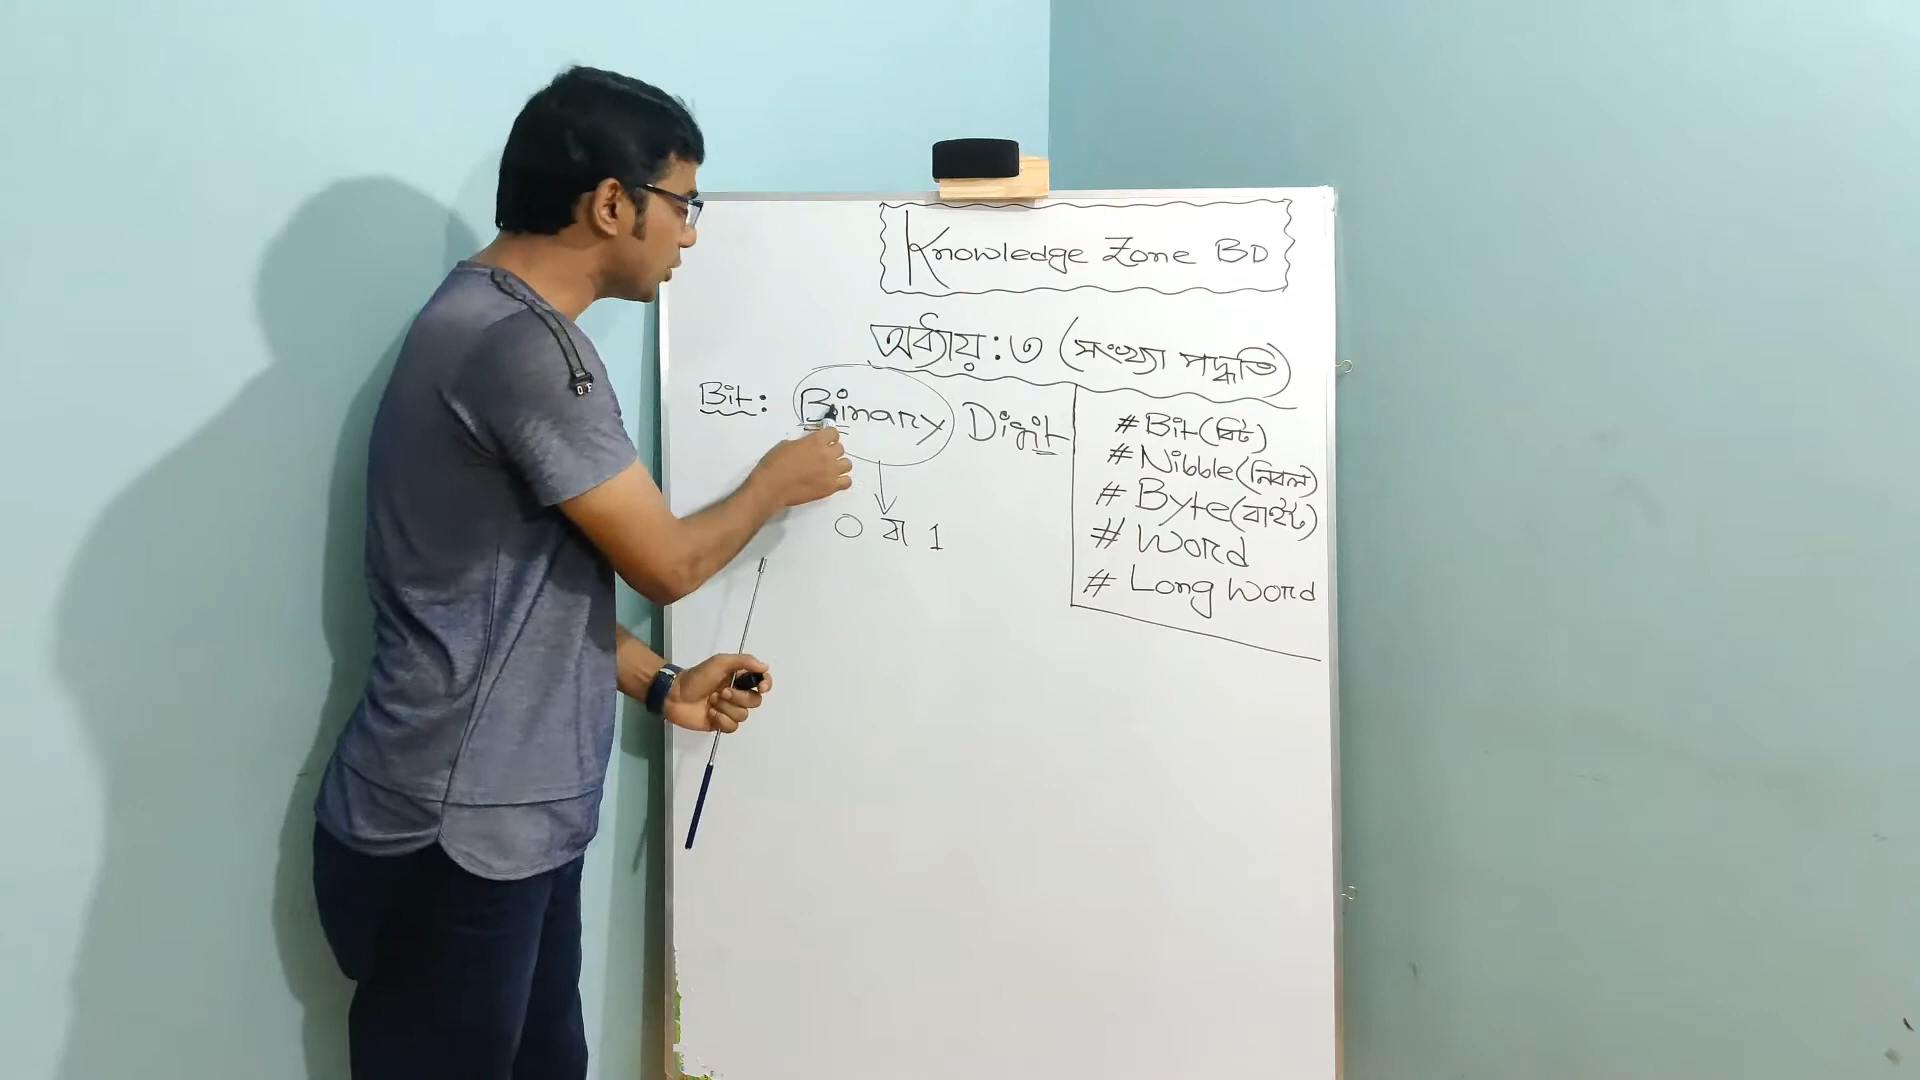 Knowledge Zone BD
অধ্যায়:৩ (সংখ্যা পদ্ধতি)
Bit: Binary Digit
0 বা 1
# Bit (বিট)
# Nibble (নিবল)
# Byte (বাইট)
# Word
# Long Word